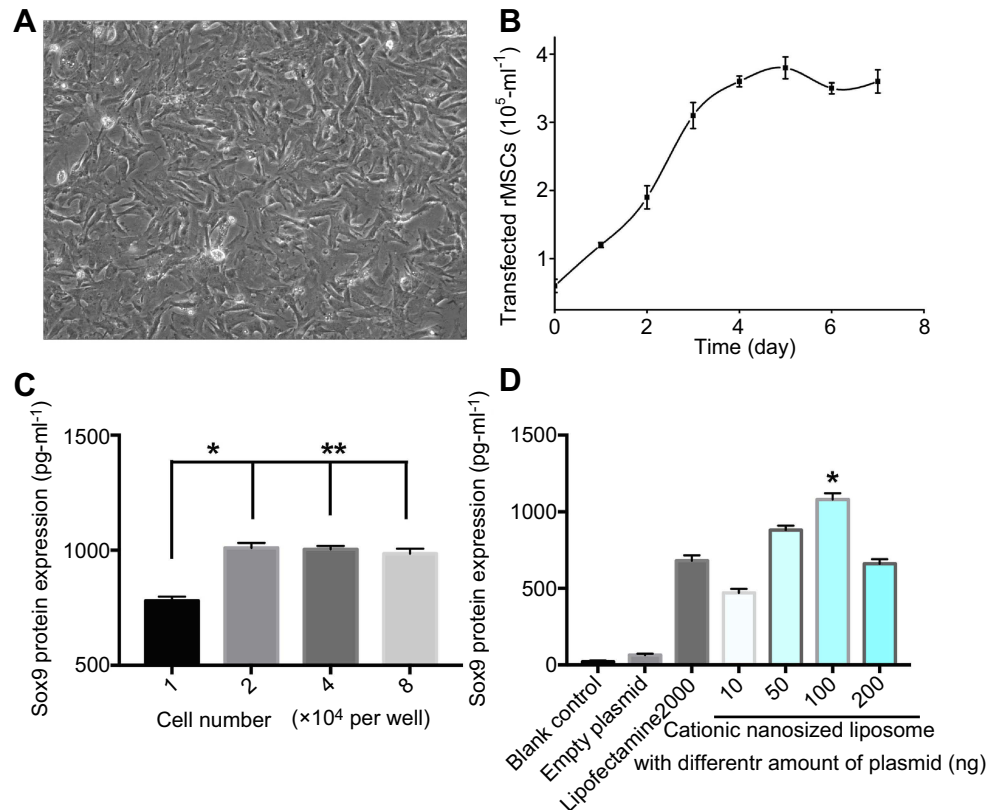 A
B
Transfected rMSCs (10⁵-ml⁻¹)
4
3
2
1
0
2
4
6
8
Time (day)
C
Sox9 protein expression (pg-ml⁻¹)
1500
1000
500
*
**
1
2
4
8
Cell number (×10⁴ per well)
D
Sox9 protein expression (pg-ml⁻¹)
1500
1000
500
0
*
Blank control
Empty plasmid
Lipofectamine2000
10
50
100
200
Cationic nanosized liposome
with differentr amount of plasmid (ng)